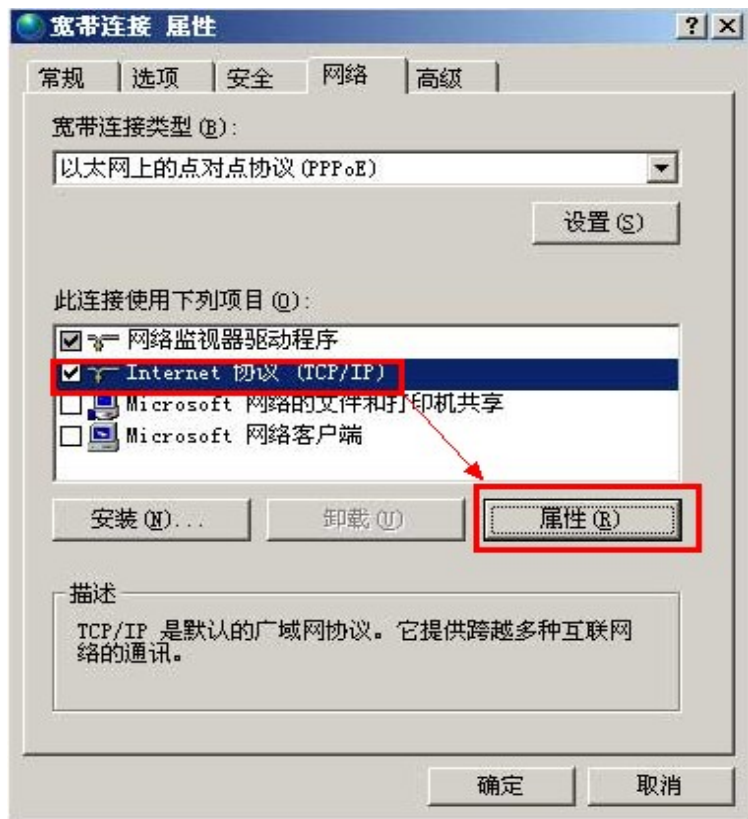 宽带连接 属性
常规 选项 安全 网络 高级
宽带连接类型(B):
以太网上的点对点协议(PPPoE)
设置(S)
此连接使用下列项目(O):
网络监视器驱动程序
Internet 协议 (TCP/IP)
Microsoft 网络的文件和打印机共享
Microsoft 网络客户端
安装(N)... 卸载(U) 属性(R)
描述
TCP/IP 是默认的广域网协议。它提供跨越多种互联网
络的通讯。
确定 取消